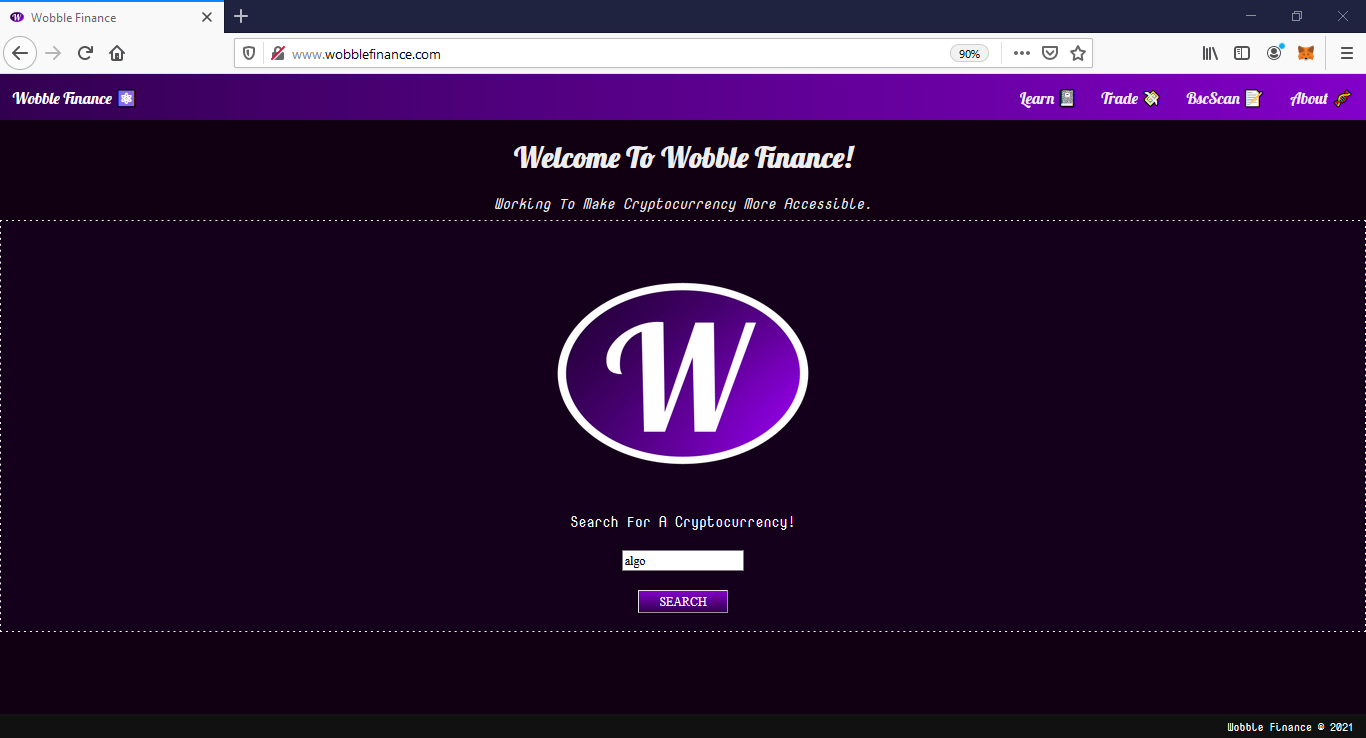 Wobble Finance
www.wobblefinance.com
90%
Wobble Finance
Learn
Trade
BscScan
About
Welcome To Wobble Finance!
Working To Make Cryptocurrency More Accessible.
W
Search For A Cryptocurrency!
algo
SEARCH
Wobble Finance © 2021